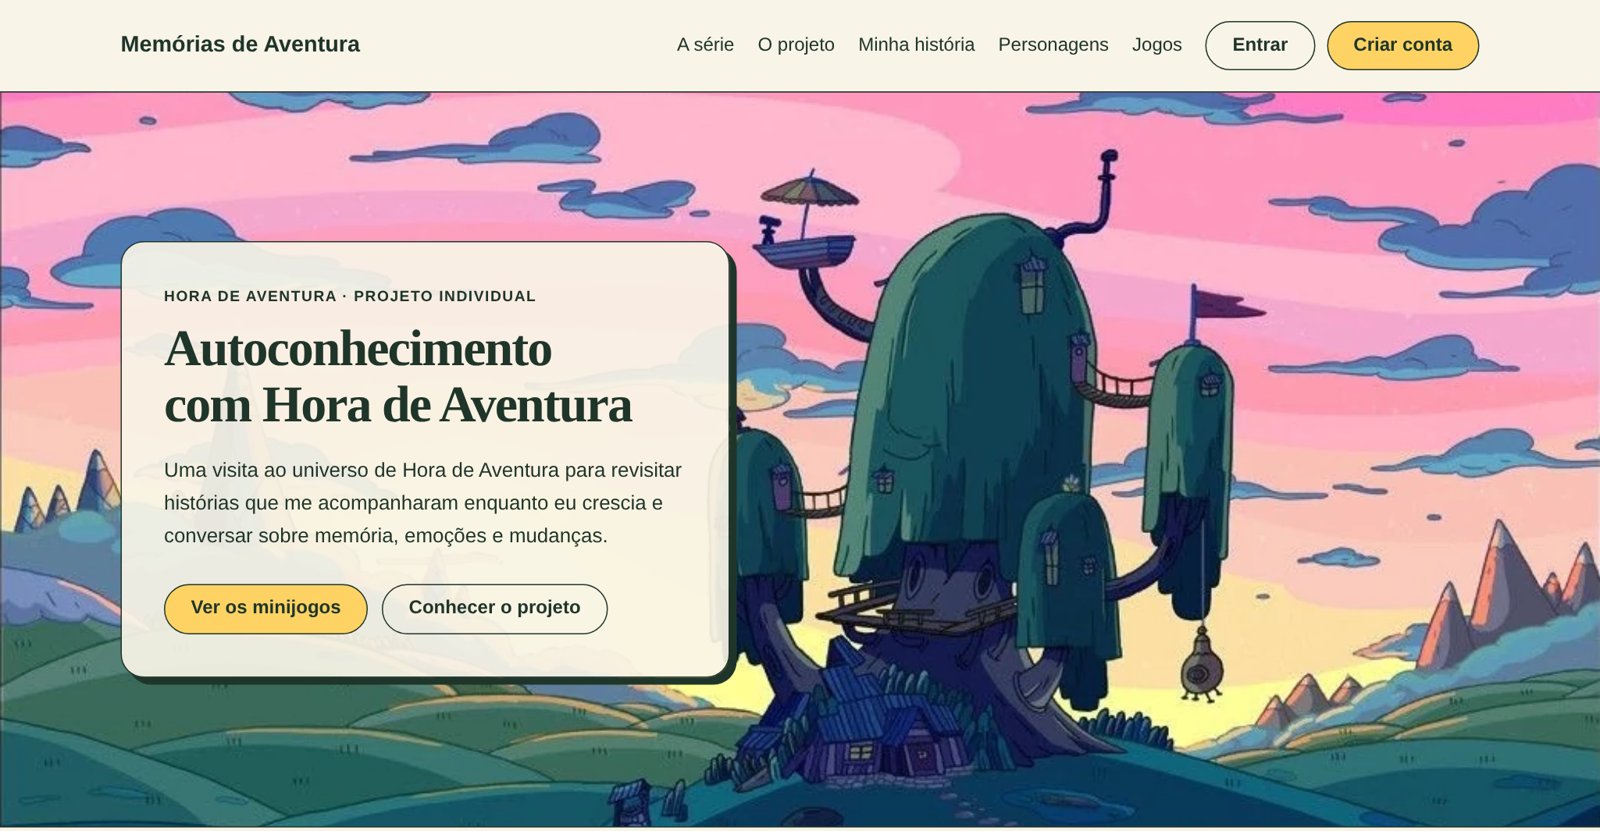 Memórias de Aventura
A série
O projeto
Minha história
Personagens
Jogos
Entrar
Criar conta
HORA DE AVENTURA · PROJETO INDIVIDUAL
Autoconhecimento
com Hora de Aventura
Uma visita ao universo de Hora de Aventura para revisitar
histórias que me acompanharam enquanto eu crescia e
conversar sobre memória, emoções e mudanças.
Ver os minijogos
Conhecer o projeto